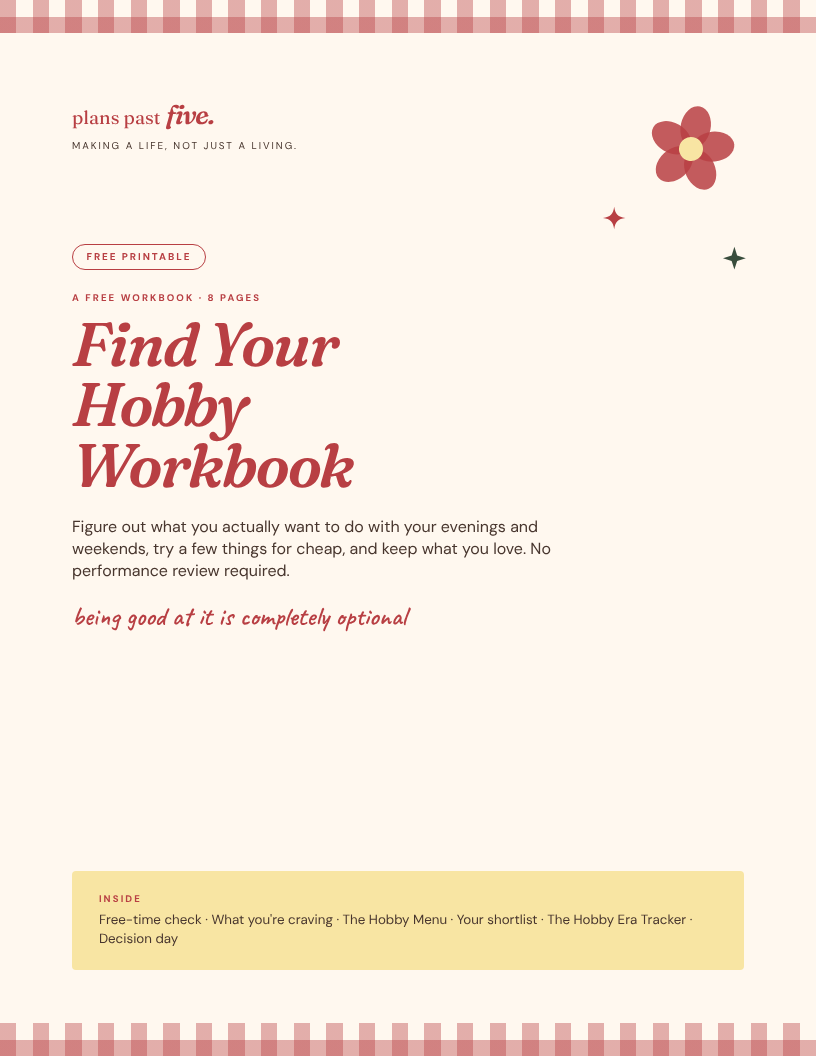 plans past five.
MAKING A LIFE, NOT JUST A LIVING.
FREE PRINTABLE
A FREE WORKBOOK · 8 PAGES
Find Your
Hobby
Workbook
Figure out what you actually want to do with your evenings and
weekends, try a few things for cheap, and keep what you love. No
performance review required.
being good at it is completely optional
INSIDE
Free-time check · What you're craving · The Hobby Menu · Your shortlist · The Hobby Era Tracker ·
Decision day